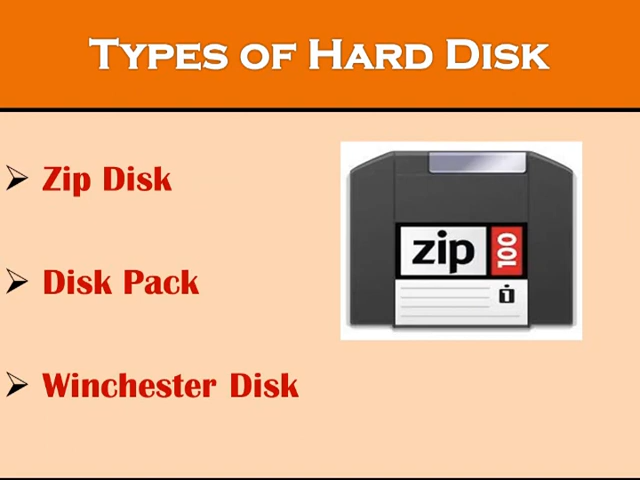 Types of Hard Disk
Zip Disk
zip 100
Disk Pack
Winchester Disk